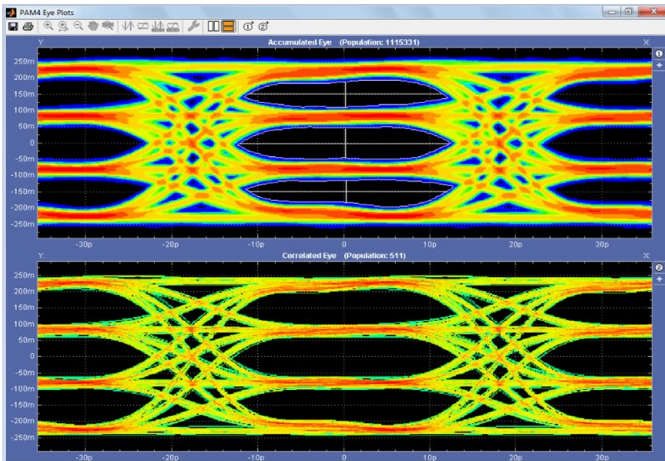 PAM4 Eye Plots
Y: Accumulated Eye (Population: 1115331) X:
250m
200m
150m
100m
50m
0
-50m
-100m
-150m
-200m
-250m
-30p -20p -10p 0 10p 20p 30p
Y: Correlated Eye (Population: 511) X:
250m
200m
150m
100m
50m
0
-50m
-100m
-150m
-200m
-250m
-30p -20p -10p 0 10p 20p 30p